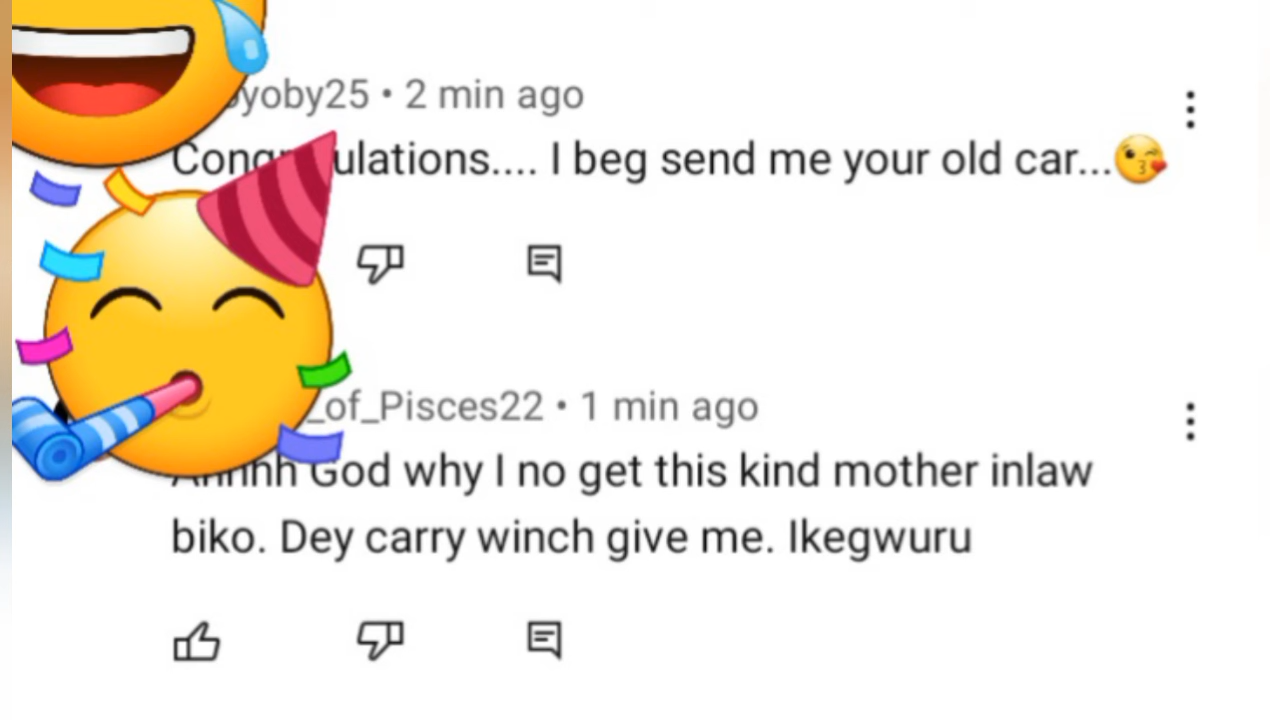 yoby25 • 2 min ago
ulations.... I beg send me your old car...😘
_of_Pisces22 • 1 min ago
God why I no get this kind mother inlaw
biko. Dey carry winch give me. Ikegwuru